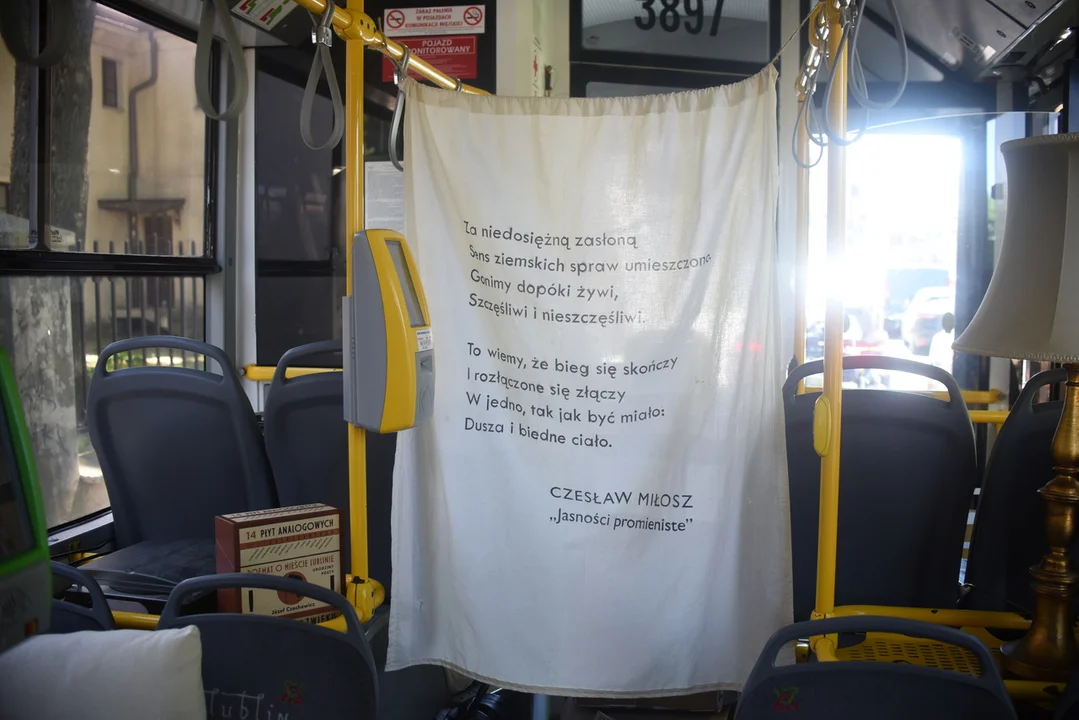 3897
ZAKAZ PALENIA
W POJAZDACH
KOMUNIKACJI MIEJSKIEJ
POJAZD
MONITOROWANY
Za niedosiężną zasłoną
Sens ziemskich spraw umieszczono.
Gonimy dopóki żywi,
Szczęśliwi i nieszczęśliwi.
To wiemy, że bieg się skończy
I rozłączone się złączy
W jedno, tak jak być miało:
Dusza i biedne ciało.
CZESŁAW MIŁOSZ
„Jasności promieniste”
14 PŁYT ANALOGOWYCH
POEMAT O MIEŚCIE LUBLINIE
Józef Czechowicz
Lublin